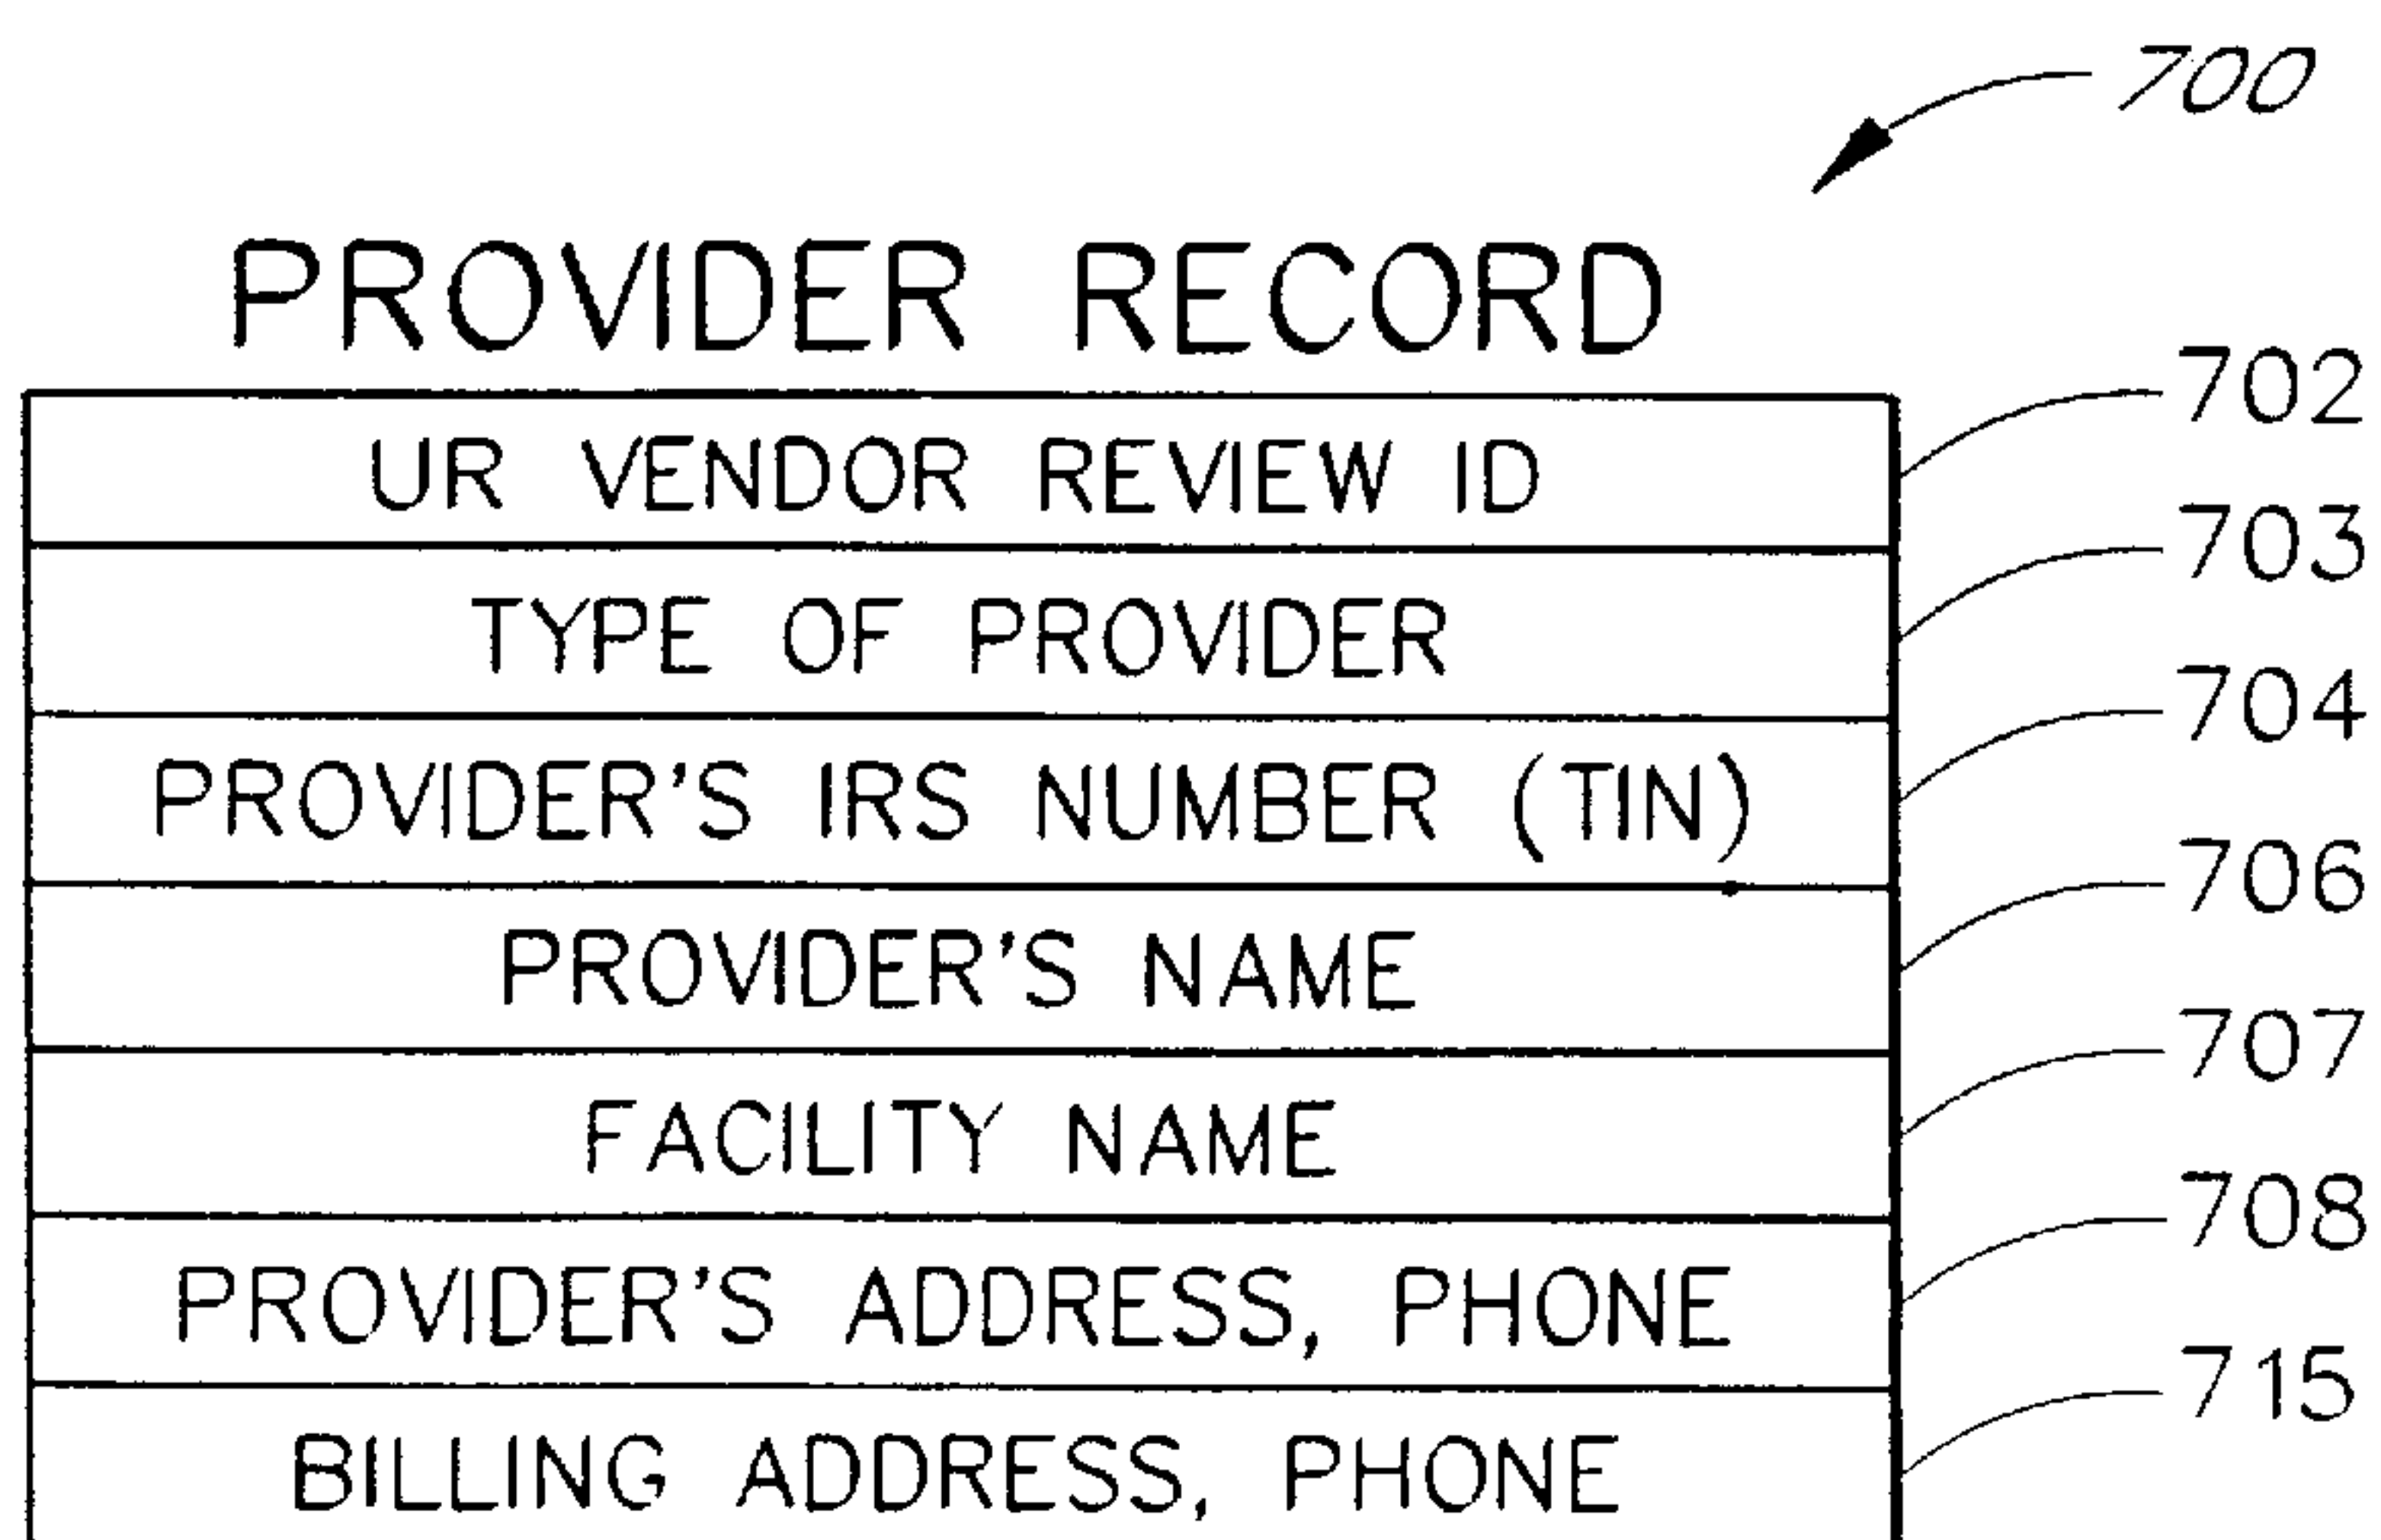 700
PROVIDER RECORD
UR VENDOR REVIEW ID 702
TYPE OF PROVIDER 703
PROVIDER'S IRS NUMBER (TIN) 704
PROVIDER'S NAME 706
FACILITY NAME 707
PROVIDER'S ADDRESS, PHONE 708
BILLING ADDRESS, PHONE 715